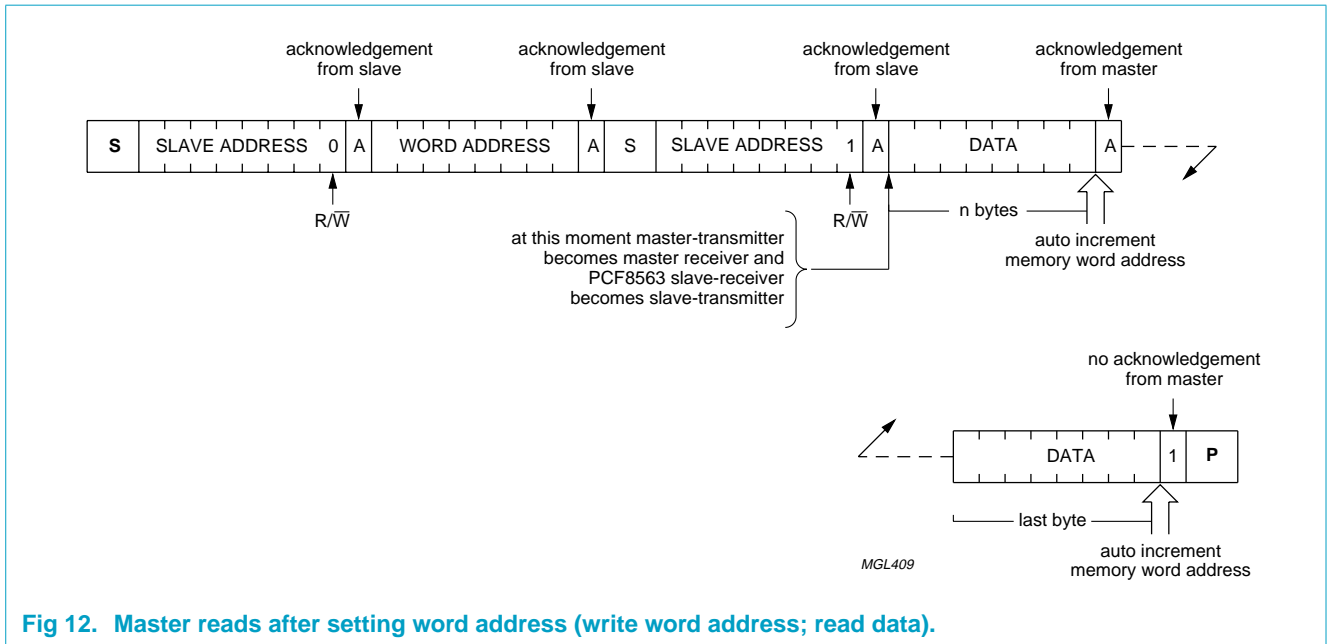 acknowledgement
from slave
acknowledgement
from slave
acknowledgement
from slave
acknowledgement
from master
S SLAVE ADDRESS 0 A WORD ADDRESS A S SLAVE ADDRESS 1 A DATA A
R/W̅
R/W̅
n bytes
at this moment master-transmitter
becomes master receiver and
PCF8563 slave-receiver
becomes slave-transmitter
auto increment
memory word address
no acknowledgement
from master
DATA 1 P
last byte
auto increment
memory word address
MGL409
Fig 12. Master reads after setting word address (write word address; read data).